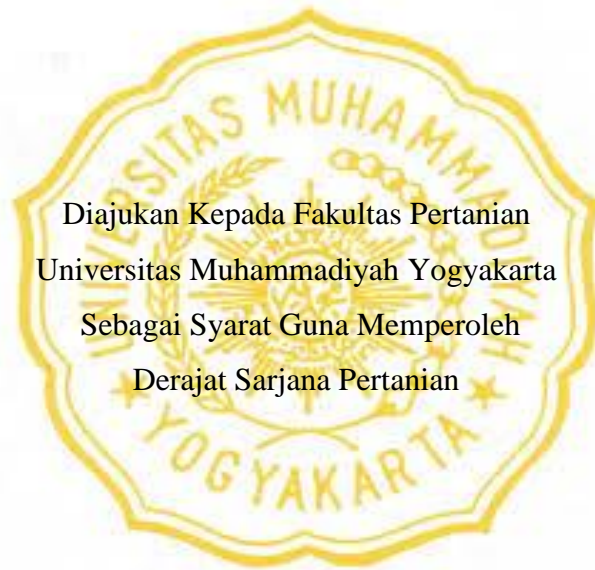 UNIVERSITAS MUHAMMADIYAH
Diajukan Kepada Fakultas Pertanian
Universitas Muhammadiyah Yogyakarta
Sebagai Syarat Guna Memperoleh
Derajat Sarjana Pertanian
★ YOGYAKARTA ★